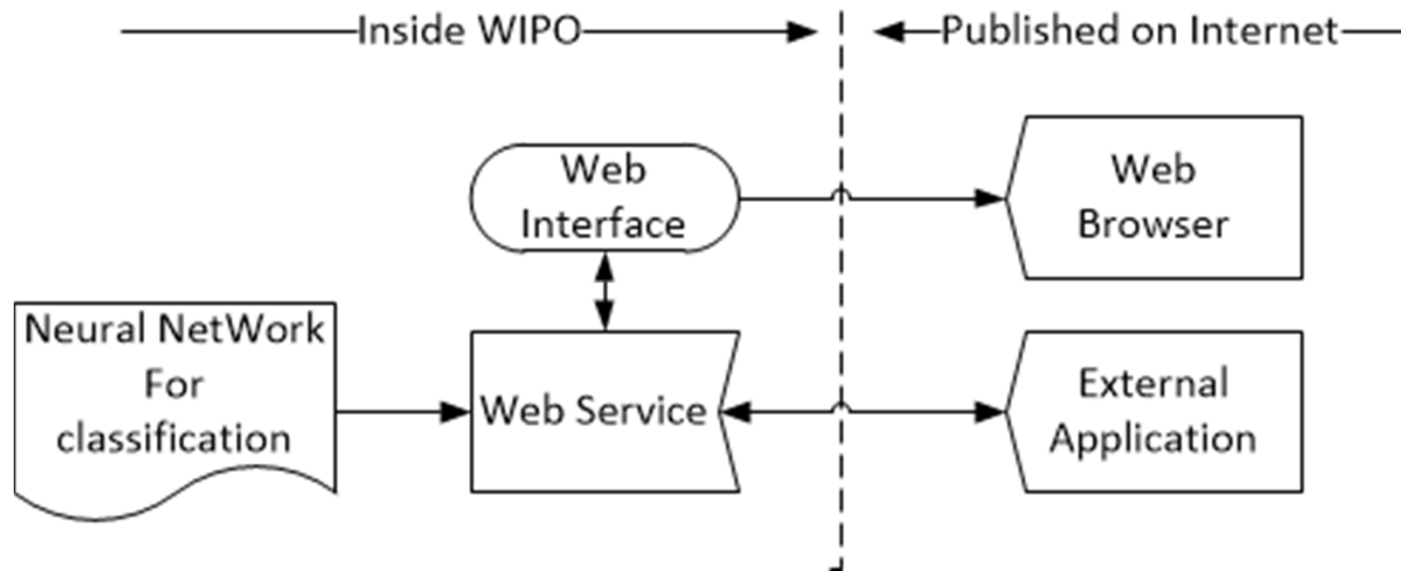 Inside WIPO
Published on Internet
Web
Interface
Web
Browser
Neural NetWork
For
classification
Web Service
External
Application